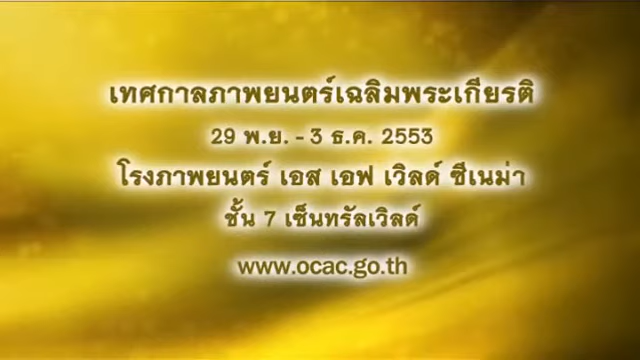 เทศกาลภาพยนตร์เฉลิมพระเกียรติ
29 พ.ย. - 3 ธ.ค. 2553
โรงภาพยนตร์ เอส เอฟ เวิลด์ ซีเนม่า
ชั้น 7 เซ็นทรัลเวิลด์
www.ocac.go.th